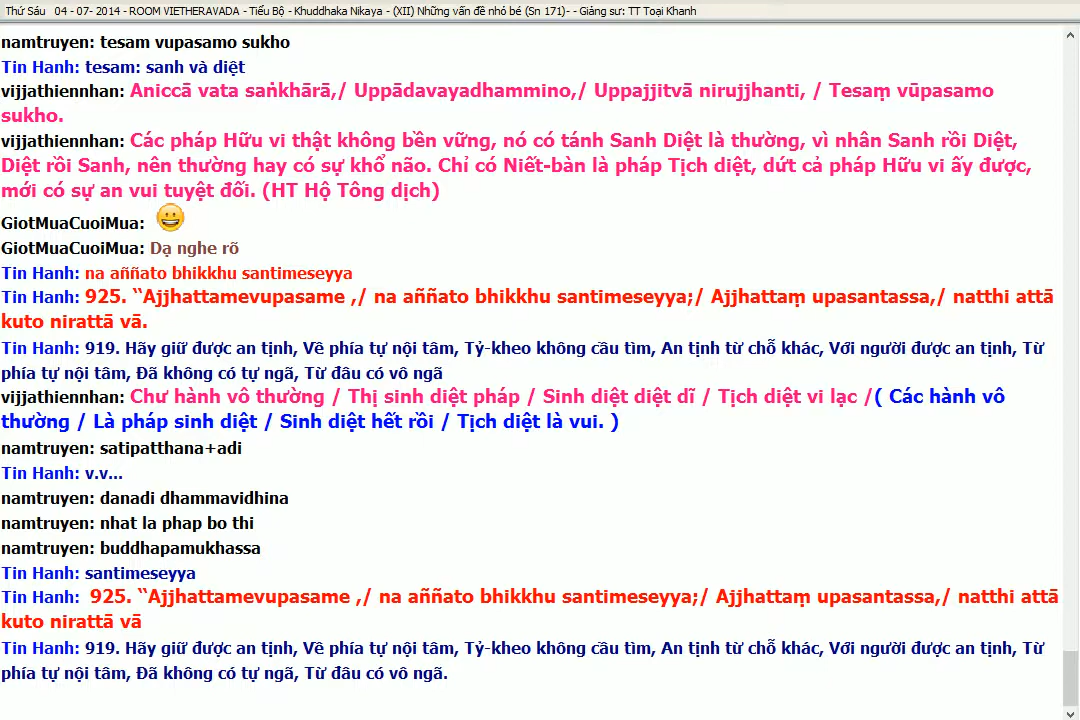 Thứ Sáu 04 - 07- 2014 - ROOM VIETHERAVADA - Tiểu Bộ - Khuddhaka Nikaya - (XII) Những vấn đề nhỏ bé (Sn 171)- - Giảng sư: TT Toại Khanh
namtruyen: tesam vupasamo sukho
Tin Hanh: tesam: sanh và diệt
vijjathiennhan: Aniccā vata saṅkhārā,/ Uppādavayadhammino,/ Uppajjitvā nirujjhanti, / Tesaṃ vūpasamo
sukho.
vijjathiennhan: Các pháp Hữu vi thật không bền vững, nó có tánh Sanh Diệt là thường, vì nhân Sanh rồi Diệt,
Diệt rồi Sanh, nên thường hay có sự khổ não. Chỉ có Niết-bàn là pháp Tịch diệt, dứt cả pháp Hữu vi ấy được,
mới có sự an vui tuyệt đối. (HT Hộ Tông dịch)
GiotMuaCuoiMua:
GiotMuaCuoiMua: Dạ nghe rõ
Tin Hanh: na aññato bhikkhu santimeseyya
Tin Hanh: 925. “Ajjhattamevupasame ,/ na aññato bhikkhu santimeseyya;/ Ajjhattaṃ upasantassa,/ natthi attā
kuto nirattā vā.
Tin Hanh: 919. Hãy giữ được an tịnh, Về phía tự nội tâm, Tỷ-kheo không cầu tìm, An tịnh từ chỗ khác, Với người được an tịnh, Từ
phía tự nội tâm, Đã không có tự ngã, Từ đâu có vô ngã
vijjathiennhan: Chư hành vô thường / Thị sinh diệt pháp / Sinh diệt diệt dĩ / Tịch diệt vi lạc /( Các hành vô
thường / Là pháp sinh diệt / Sinh diệt hết rồi / Tịch diệt là vui. )
namtruyen: satipatthana+adi
Tin Hanh: v.v...
namtruyen: danadi dhammavidhina
namtruyen: nhat la phap bo thi
namtruyen: buddhapamukhassa
Tin Hanh: santimeseyya
Tin Hanh: 925. “Ajjhattamevupasame ,/ na aññato bhikkhu santimeseyya;/ Ajjhattaṃ upasantassa,/ natthi attā
kuto nirattā vā
Tin Hanh: 919. Hãy giữ được an tịnh, Về phía tự nội tâm, Tỷ-kheo không cầu tìm, An tịnh từ chỗ khác, Với người được an tịnh, Từ
phía tự nội tâm, Đã không có tự ngã, Từ đâu có vô ngã.